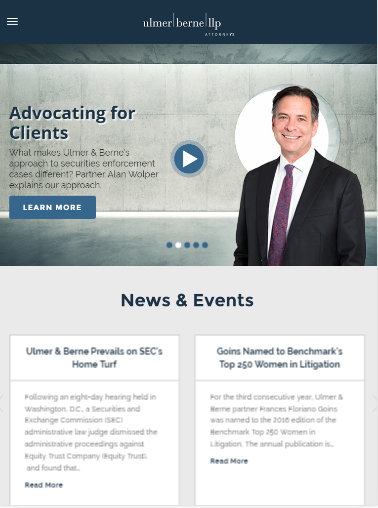 ulmer|berne|llp
ATTORNEYS
Advocating for
Clients
What makes Ulmer & Berne's
approach to securities enforcement
cases different? Partner Alan Wolper
explains our approach.
LEARN MORE
News & Events
Ulmer & Berne Prevails on SEC's
Home Turf
Following an eight-day hearing held in
Washington, D.C., a Securities and
Exchange Commission (SEC)
administrative law judge dismissed the
administrative proceedings against
Equity Trust Company (Equity Trust),
and found that...
Read More
Goins Named to Benchmark's
Top 250 Women in Litigation
For the third consecutive year, Ulmer &
Berne partner Frances Floriano Goins
was named to the 2016 edition of the
Benchmark Top 250 Women in
Litigation. The annual publication is...
Read More